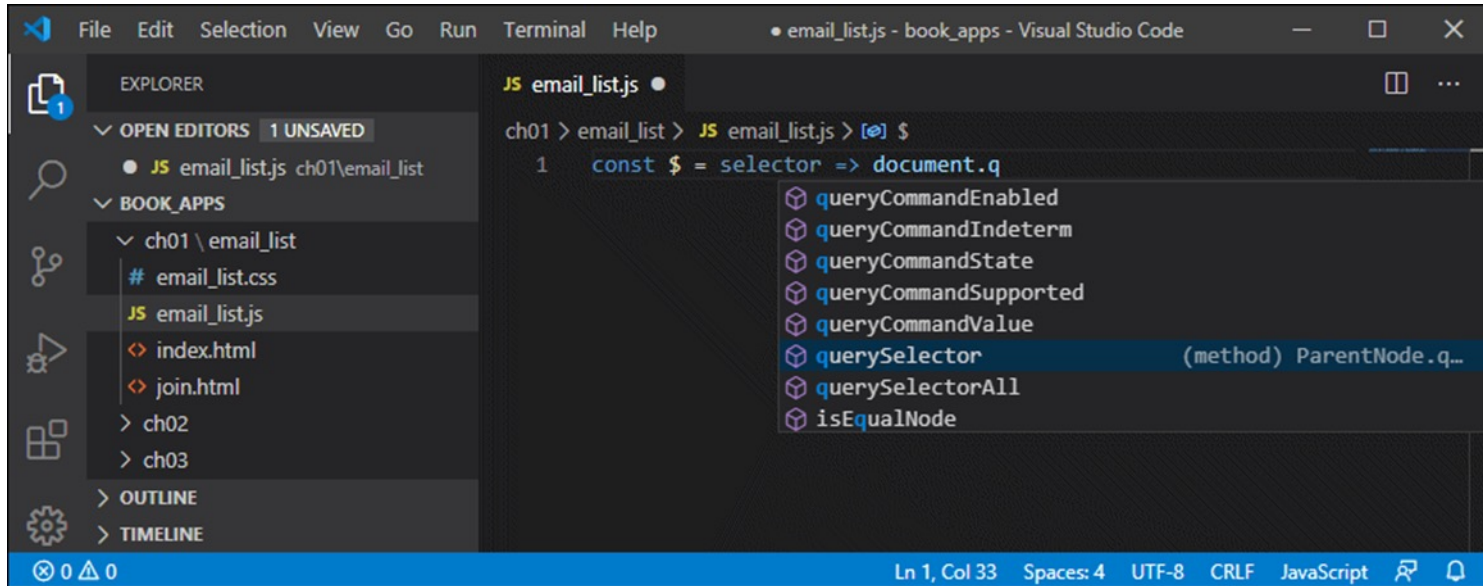 File Edit Selection View Go Run Terminal Help ● email_list.js - book_apps - Visual Studio Code
1
EXPLORER
OPEN EDITORS 1 UNSAVED
● JS email_list.js ch01\email_list
BOOK_APPS
ch01 \ email_list
# email_list.css
JS email_list.js
<> index.html
<> join.html
ch02
ch03
OUTLINE
TIMELINE
JS email_list.js ●
ch01 > email_list > JS email_list.js > $
1 const $ = selector => document.q
queryCommandEnabled
queryCommandIndeterm
queryCommandState
queryCommandSupported
queryCommandValue
querySelector (method) ParentNode.q…
querySelectorAll
isEqualNode
0 0 Ln 1, Col 33 Spaces: 4 UTF-8 CRLF JavaScript